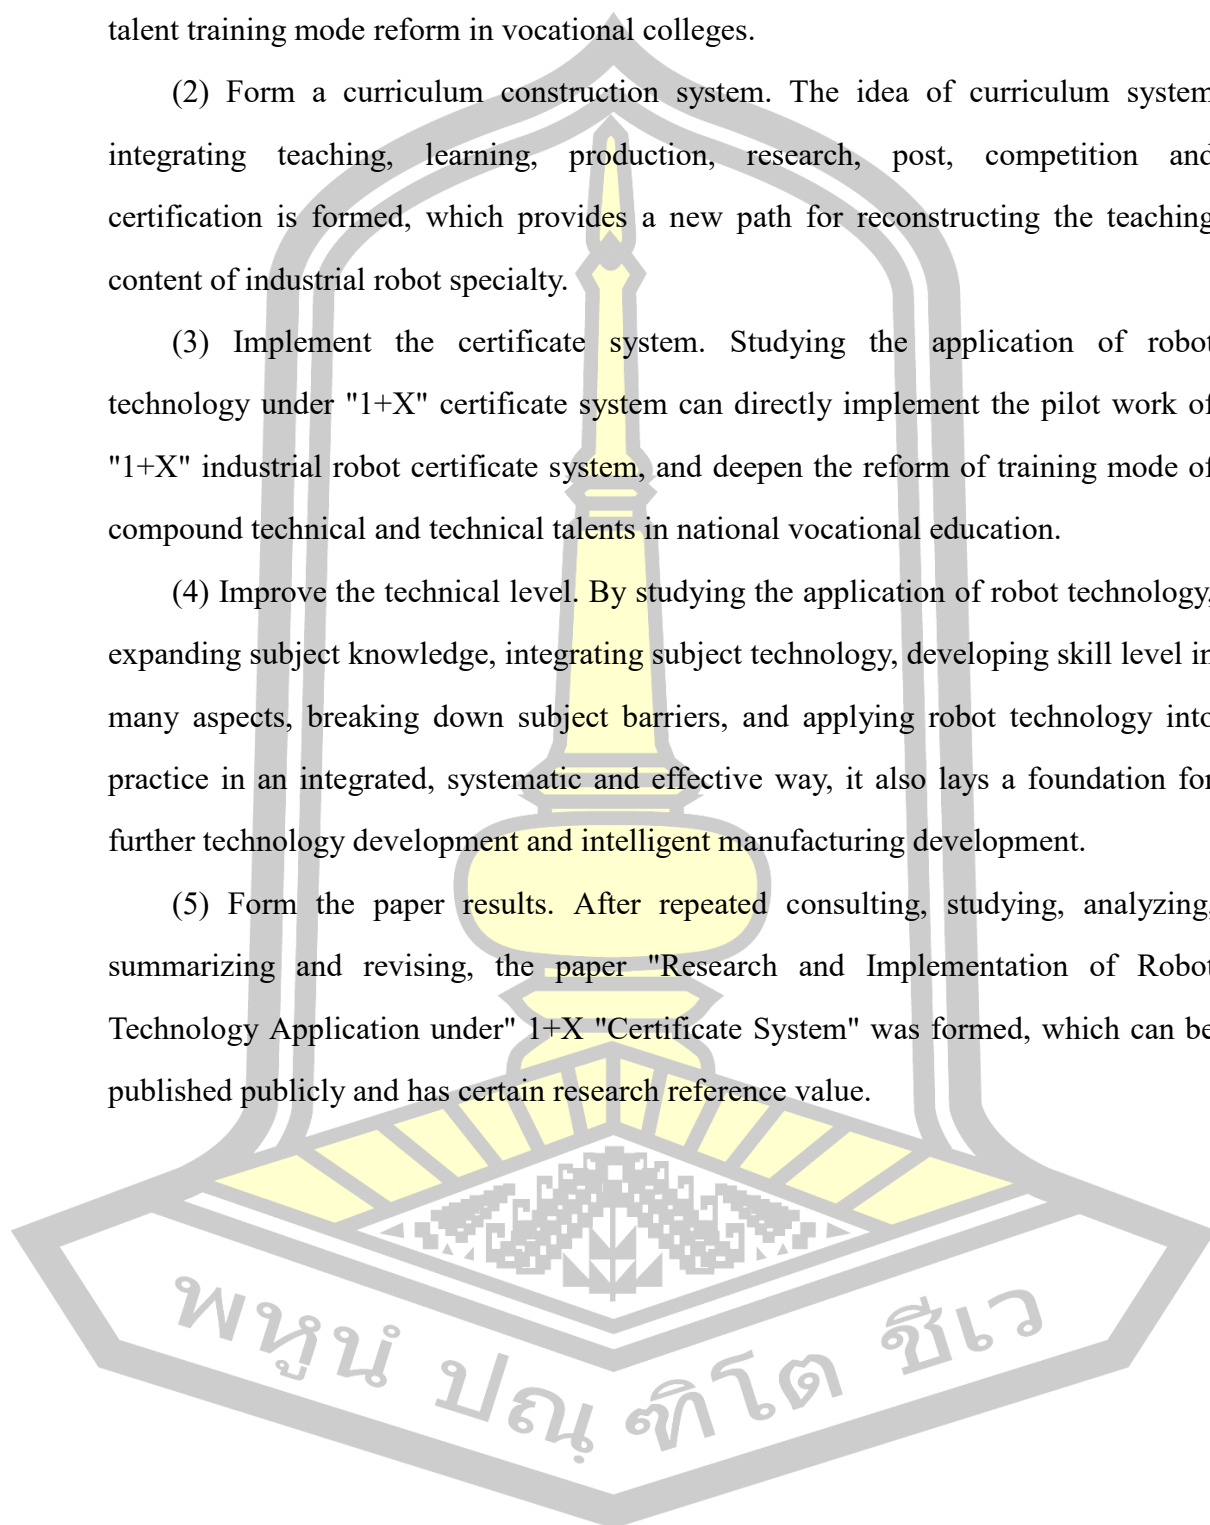 talent training mode reform in vocational colleges.
(2) Form a curriculum construction system. The idea of curriculum system
integrating teaching, learning, production, research, post, competition and
certification is formed, which provides a new path for reconstructing the teaching
content of industrial robot specialty.
(3) Implement the certificate system. Studying the application of robot
technology under "1+X" certificate system can directly implement the pilot work of
"1+X" industrial robot certificate system, and deepen the reform of training mode of
compound technical and technical talents in national vocational education.
(4) Improve the technical level. By studying the application of robot technology,
expanding subject knowledge, integrating subject technology, developing skill level in
many aspects, breaking down subject barriers, and applying robot technology into
practice in an integrated, systematic and effective way, it also lays a foundation for
further technology development and intelligent manufacturing development.
(5) Form the paper results. After repeated consulting, studying, analyzing,
summarizing and revising, the paper "Research and Implementation of Robot
Technology Application under" 1+X "Certificate System" was formed, which can be
published publicly and has certain research reference value.
พหูนํ ปณฺฑิโต ชีเว